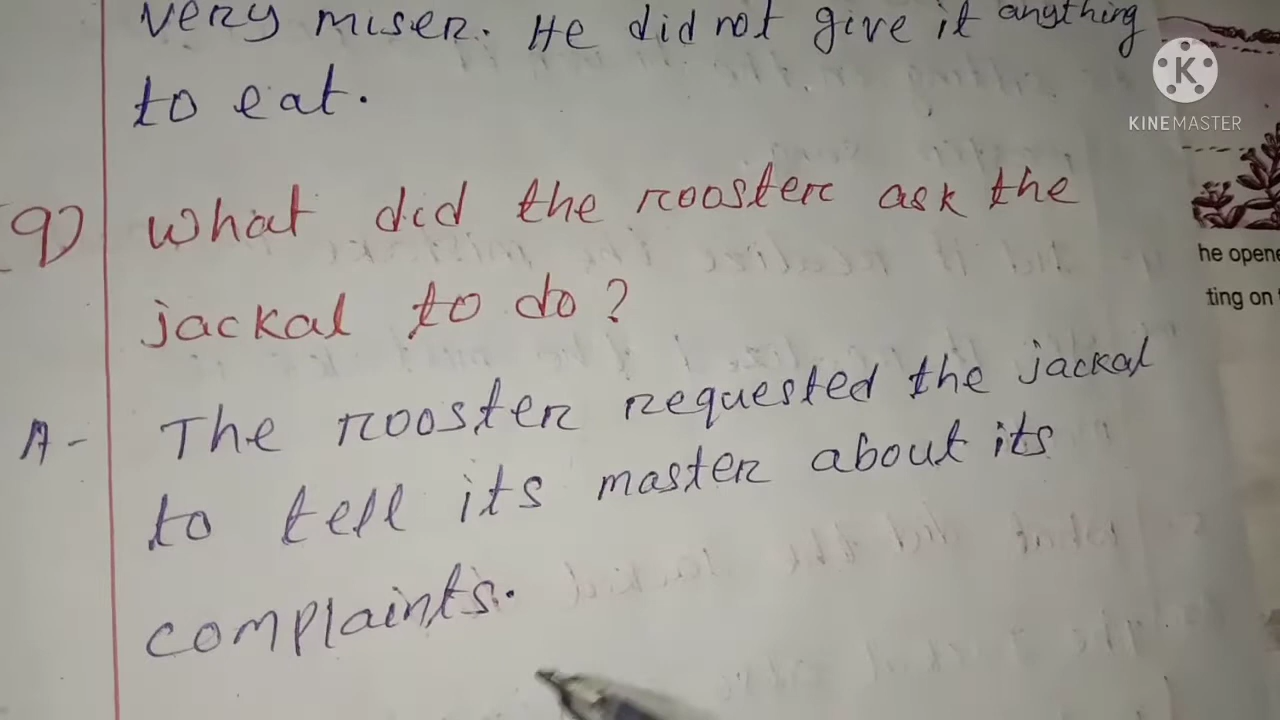 very miser. He did not give it anything
to eat.
KINEMASTER
9) What did the rooster ask the
jackal to do?
A- The rooster requested the jackal
to tell its master about its
complaints.
he opene
ting on